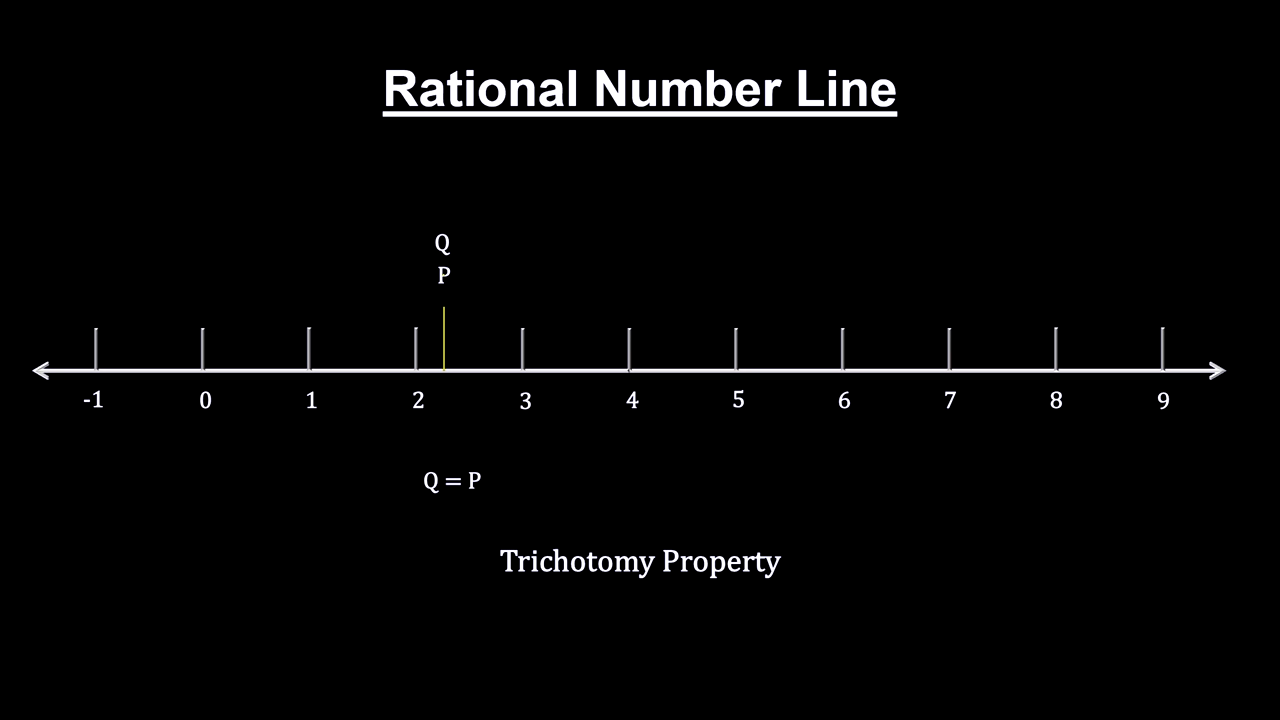 Rational Number Line
Q
P
-1 0 1 2 3 4 5 6 7 8 9
Q = P
Trichotomy Property